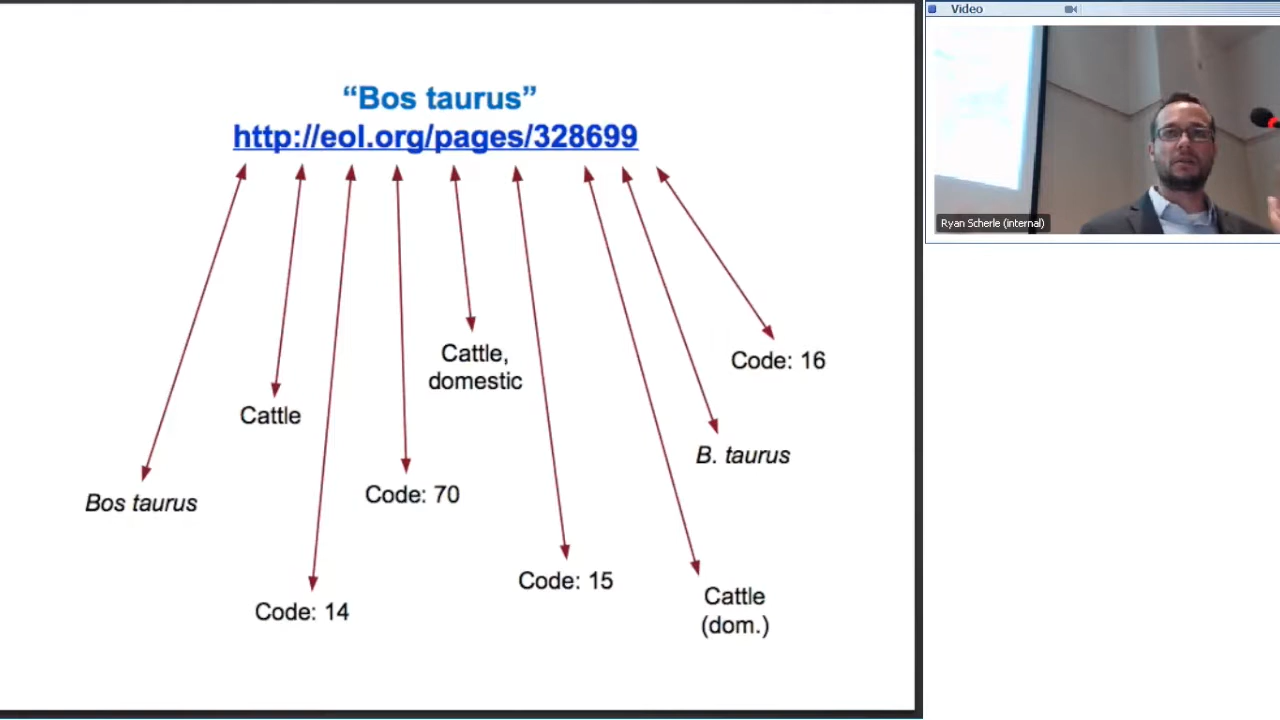 “Bos taurus”
http://eol.org/pages/328699
Cattle,
domestic
Code: 16
Cattle
B. taurus
Code: 70
Bos taurus
Code: 15
Cattle
(dom.)
Code: 14
Video
Ryan Scherle (internal)